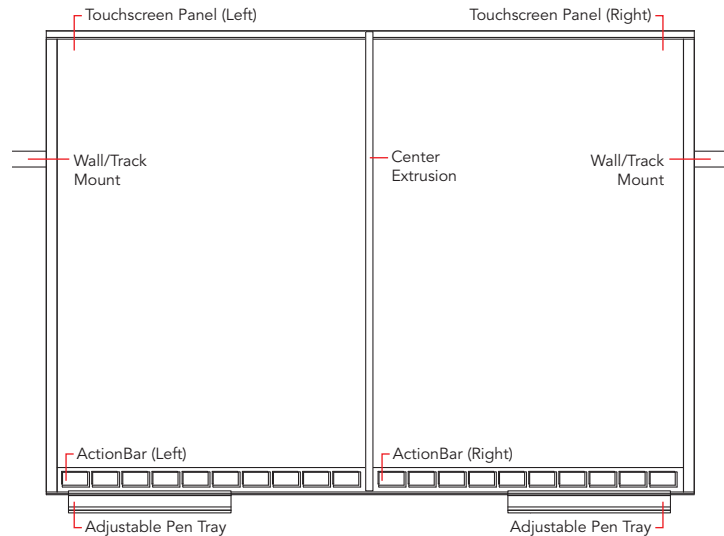 Touchscreen Panel (Left)
Touchscreen Panel (Right)
Wall/Track
Mount
Center
Extrusion
Wall/Track
Mount
ActionBar (Left)
ActionBar (Right)
Adjustable Pen Tray
Adjustable Pen Tray